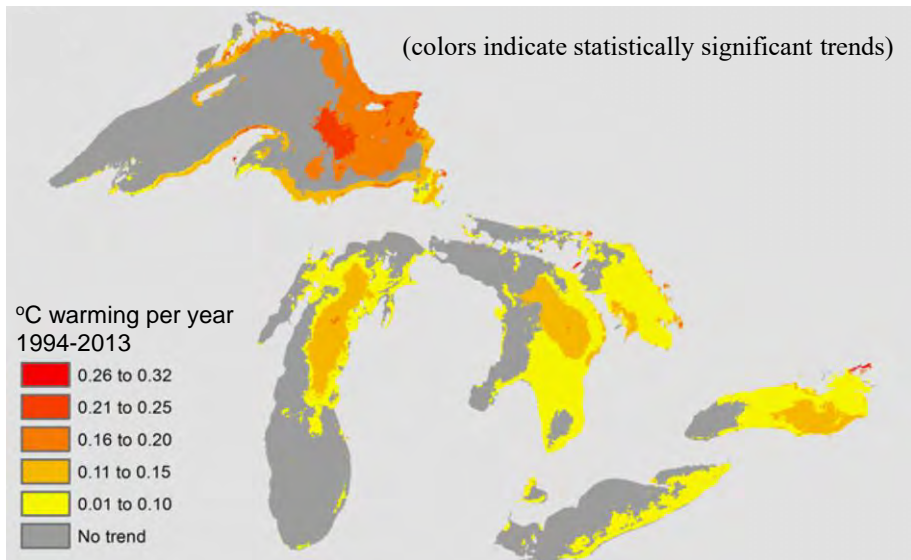 (colors indicate statistically significant trends)
ºC warming per year
1994-2013
0.26 to 0.32
0.21 to 0.25
0.16 to 0.20
0.11 to 0.15
0.01 to 0.10
No trend